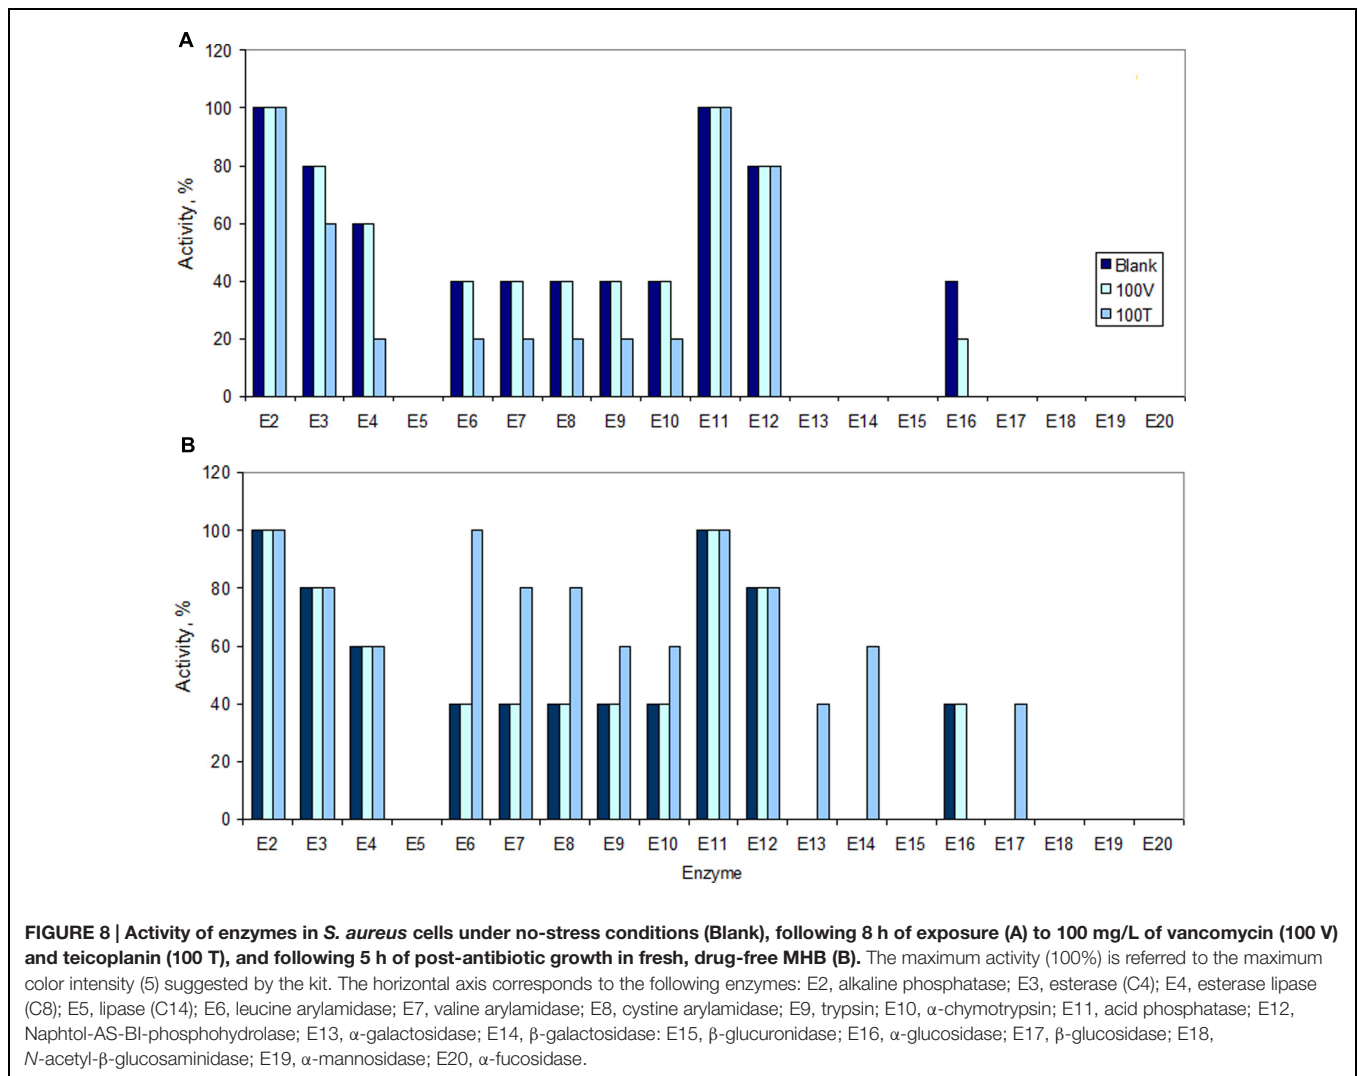 A
120
100
80
60
40
20
0
Activity, %
E2 E3 E4 E5 E6 E7 E8 E9 E10 E11 E12 E13 E14 E15 E16 E17 E18 E19 E20
Blank
100V
100T
B
120
100
80
60
40
20
0
Activity, %
E2 E3 E4 E5 E6 E7 E8 E9 E10 E11 E12 E13 E14 E15 E16 E17 E18 E19 E20
Enzyme
FIGURE 8 | Activity of enzymes in S. aureus cells under no-stress conditions (Blank), following 8 h of exposure (A) to 100 mg/L of vancomycin (100 V)
and teicoplanin (100 T), and following 5 h of post-antibiotic growth in fresh, drug-free MHB (B). The maximum activity (100%) is referred to the maximum
color intensity (5) suggested by the kit. The horizontal axis corresponds to the following enzymes: E2, alkaline phosphatase; E3, esterase (C4); E4, esterase lipase
(C8); E5, lipase (C14); E6, leucine arylamidase; E7, valine arylamidase; E8, cystine arylamidase; E9, trypsin; E10, α-chymotrypsin; E11, acid phosphatase; E12,
Naphtol-AS-BI-phosphohydrolase; E13, α-galactosidase; E14, β-galactosidase: E15, β-glucuronidase; E16, α-glucosidase; E17, β-glucosidase; E18,
N-acetyl-β-glucosaminidase; E19, α-mannosidase; E20, α-fucosidase.